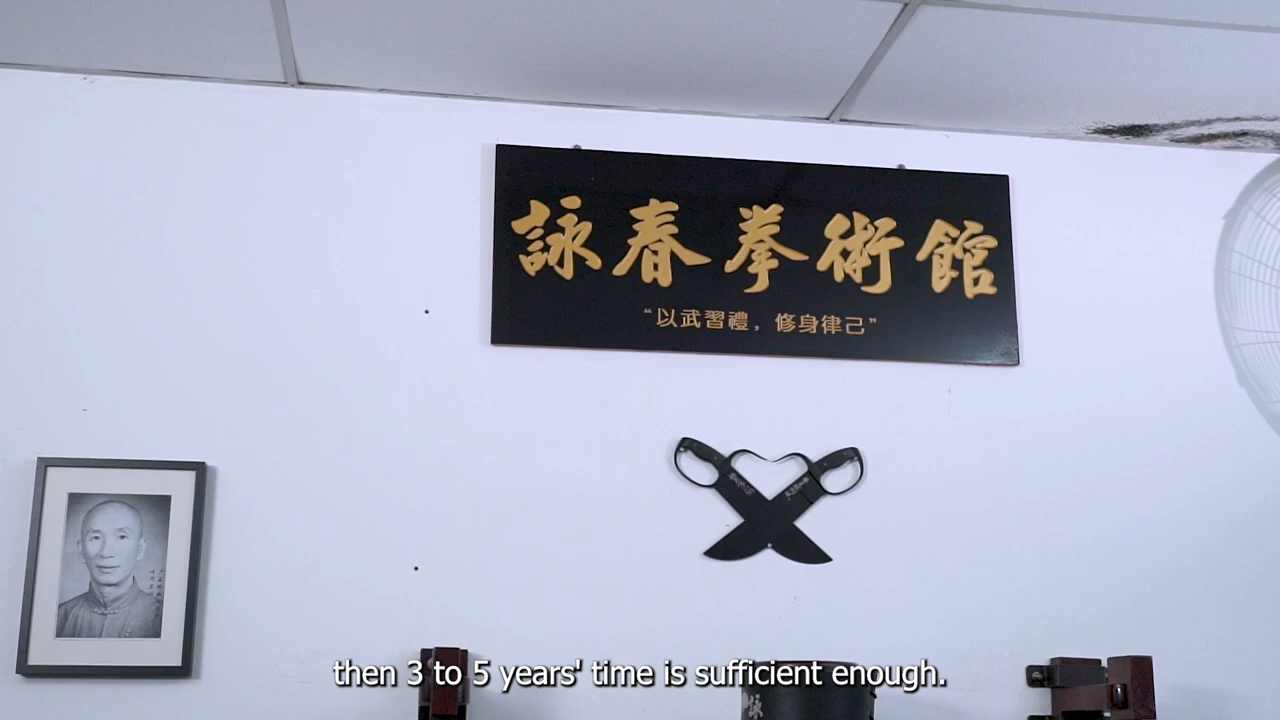 詠春拳術館
“以武習禮，修身律己”
詠
then 3 to 5 years' time is sufficient enough.